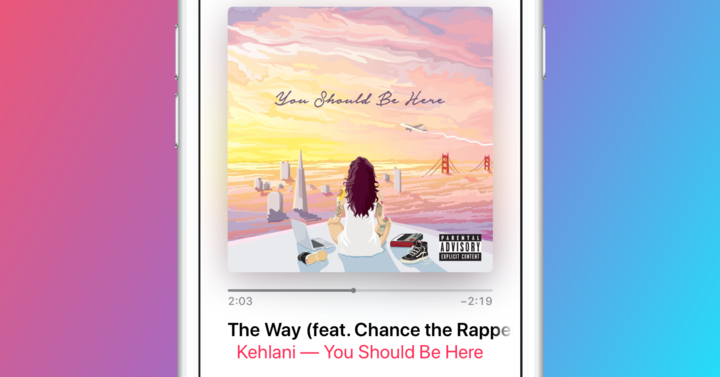 You Should Be Here
PARENTAL
ADVISORY
EXPLICIT CONTENT
2:03
−2:19
The Way (feat. Chance the Rappe
Kehlani — You Should Be Here